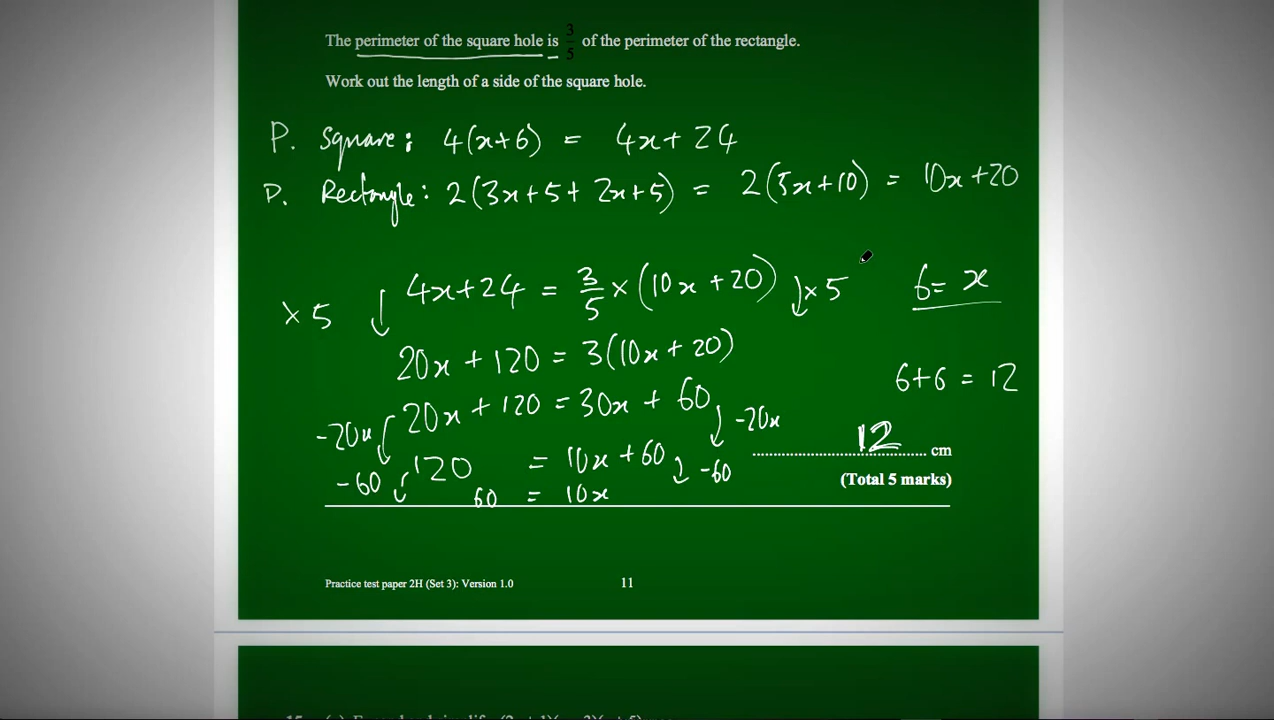 The perimeter of the square hole is 3/5 of the perimeter of the rectangle.
Work out the length of a side of the square hole.
P. Square: 4(x+6) = 4x+24
P. Rectangle: 2(3x+5+2x+5) = 2(5x+10) = 10x+20
×5 4x+24 = 3/5 × (10x+20) ×5 6 = x
20x+120 = 3(10x+20)
6+6 = 12
20x+120 = 30x+60
-20x -20x
120 = 10x+60
12 cm
-60 -60
60 = 10x
(Total 5 marks)
Practice test paper 2H (Set 3): Version 1.0 11